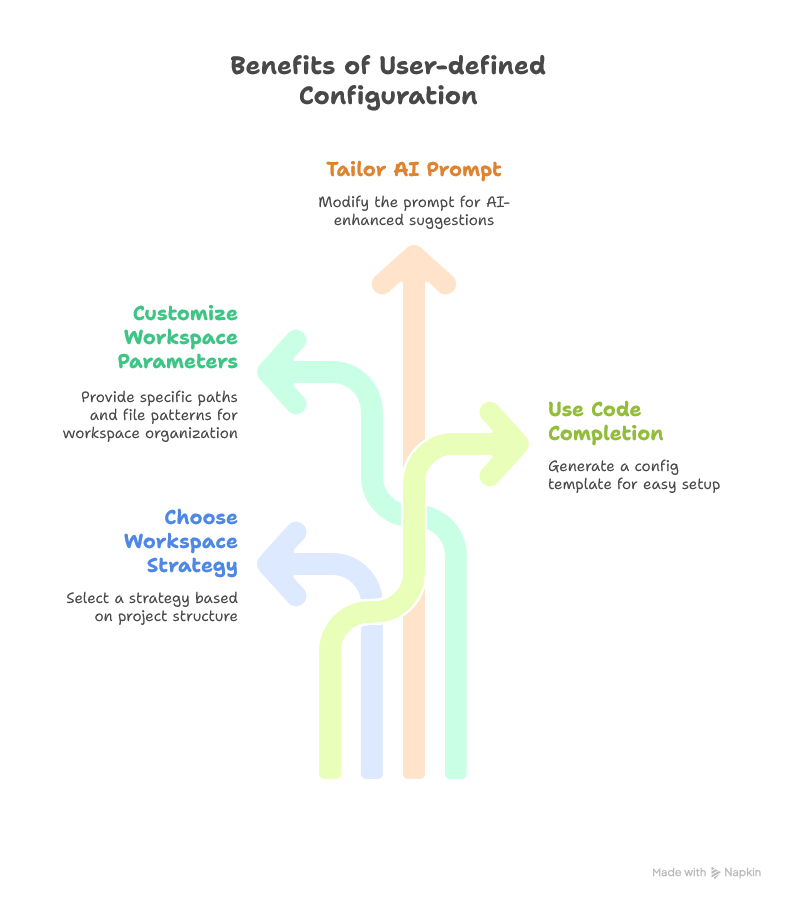 Benefits of User-defined
Configuration
Tailor AI Prompt
Modify the prompt for AI-
enhanced suggestions
Customize
Workspace
Parameters
Provide specific paths
and file patterns for
workspace organization
Use Code
Completion
Generate a config
template for easy setup
Choose
Workspace
Strategy
Select a strategy based
on project structure
Made with Napkin